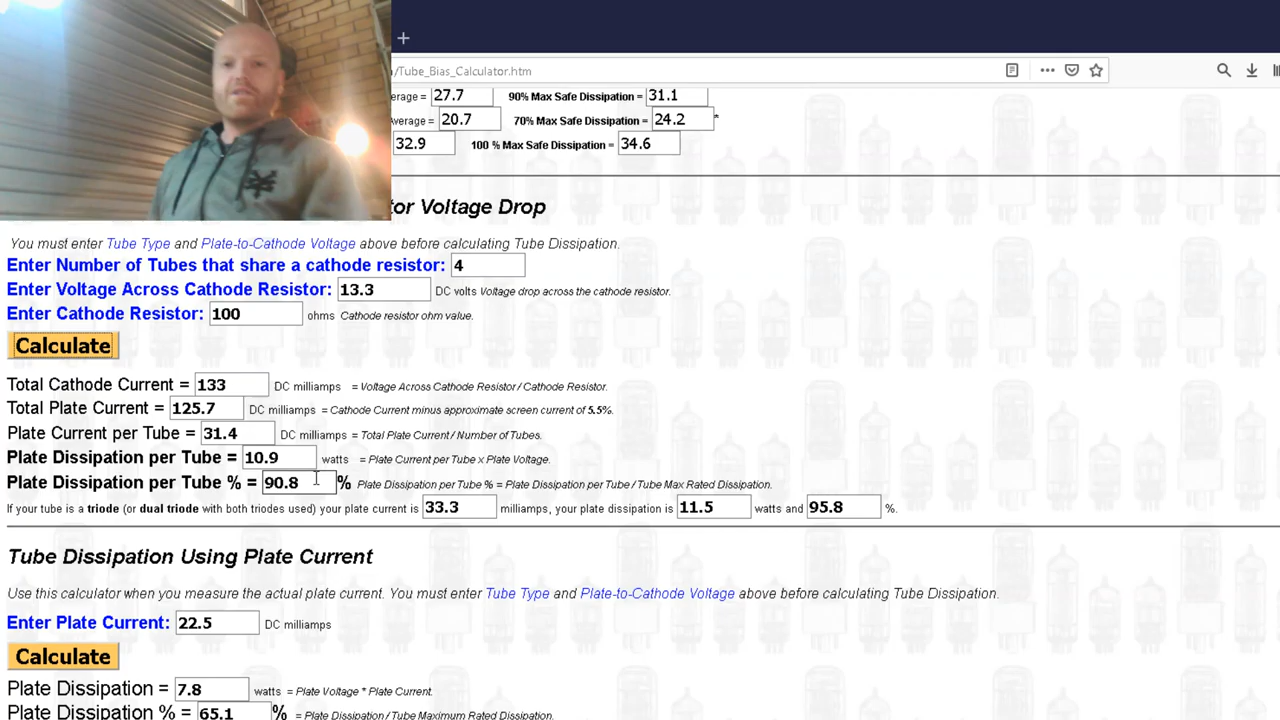 +
/Tube_Bias_Calculator.htm
erage = 27.7 90% Max Safe Dissipation = 31.1
Average = 20.7 70% Max Safe Dissipation = 24.2 *
32.9 100 % Max Safe Dissipation = 34.6
tor Voltage Drop
You must enter Tube Type and Plate-to-Cathode Voltage above before calculating Tube Dissipation.
Enter Number of Tubes that share a cathode resistor: 4
Enter Voltage Across Cathode Resistor: 13.3 DC volts Voltage drop across the cathode resistor.
Enter Cathode Resistor: 100 ohms Cathode resistor ohm value.
Calculate
Total Cathode Current = 133 DC milliamps = Voltage Across Cathode Resistor / Cathode Resistor.
Total Plate Current = 125.7 DC milliamps = Cathode Current minus approximate screen current of 5.5%.
Plate Current per Tube = 31.4 DC milliamps = Total Plate Current / Number of Tubes.
Plate Dissipation per Tube = 10.9 watts = Plate Current per Tube x Plate Voltage.
Plate Dissipation per Tube % = 90.8 % Plate Dissipation per Tube % = Plate Dissipation per Tube / Tube Max Rated Dissipation.
If your tube is a triode (or dual triode with both triodes used) your plate current is 33.3 milliamps, your plate dissipation is 11.5 watts and 95.8 %.
Tube Dissipation Using Plate Current
Use this calculator when you measure the actual plate current. You must enter Tube Type and Plate-to-Cathode Voltage above before calculating Tube Dissipation.
Enter Plate Current: 22.5 DC milliamps
Calculate
Plate Dissipation = 7.8 watts = Plate Voltage * Plate Current.
Plate Dissipation % = 65.1 % = Plate Dissipation / Tube Maximum Rated Dissipation.